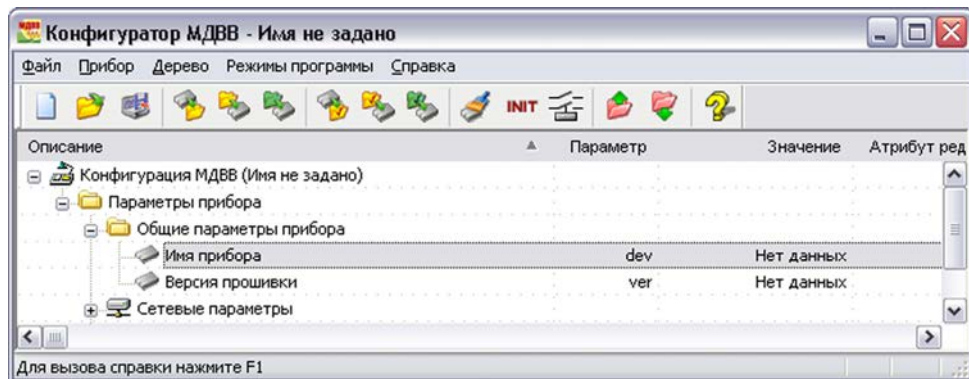 Конфигуратор МДВВ - Имя не задано
Файл Прибор Дерево Режимы программы Справка
INIT
Описание Параметр Значение Атрибут ред
Конфигурация МДВВ (Имя не задано)
Параметры прибора
Общие параметры прибора
Имя прибора dev Нет данных
Версия прошивки ver Нет данных
Сетевые параметры
Для вызова справки нажмите F1